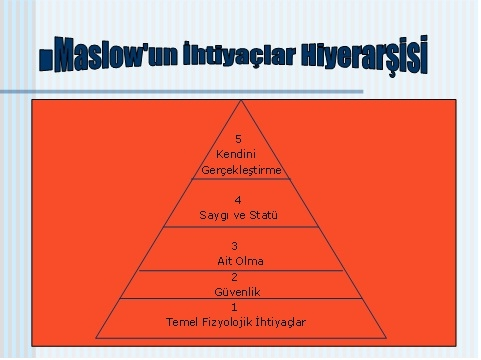 Maslow'un İhtiyaçlar Hiyerarşisi
5
Kendini
Gerçekleştirme
4
Saygı ve Statü
3
Ait Olma
2
Güvenlik
1
Temel Fizyolojik İhtiyaçlar